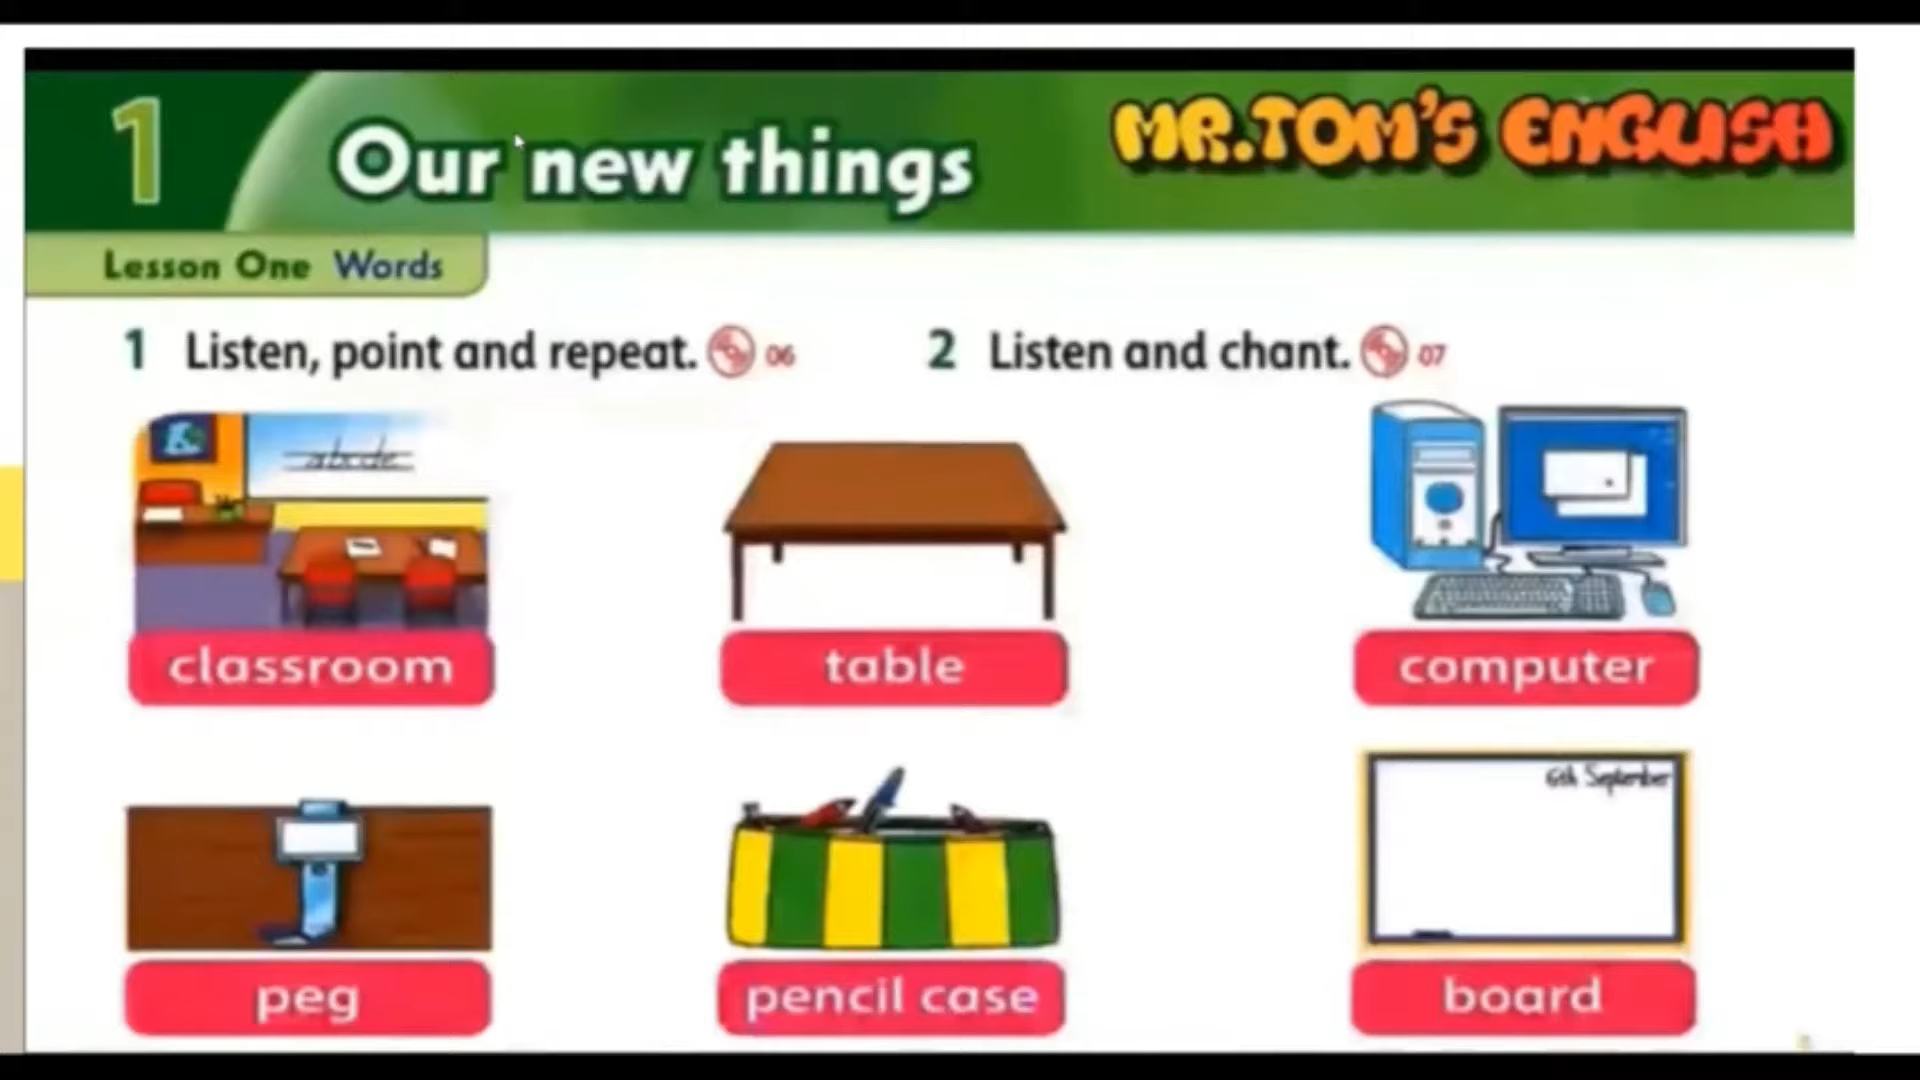 1 Our new things MR.TOM'S ENGLISH
Lesson One Words
1 Listen, point and repeat. 06 2 Listen and chant. 07
abcde
classroom table computer
6th September
peg pencil case board